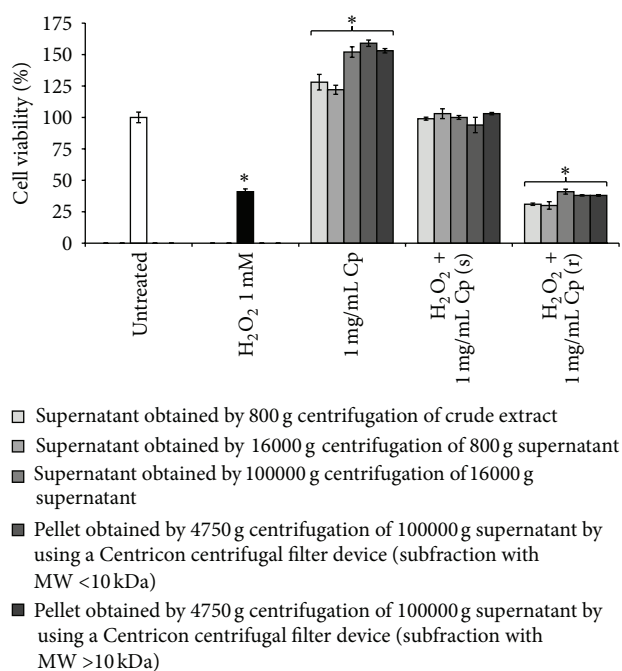 175
150
125
100
75
50
25
0
Cell viability (%)
*
*
*
Untreated
H₂O₂ 1 mM
1 mg/mL Cp
H₂O₂ +
1 mg/mL Cp (s)
H₂O₂ +
1 mg/mL Cp (r)
Supernatant obtained by 800 g centrifugation of crude extract
Supernatant obtained by 16000 g centrifugation of 800 g supernatant
Supernatant obtained by 100000 g centrifugation of 16000 g
supernatant
Pellet obtained by 4750 g centrifugation of 100000 g supernatant by
using a Centricon centrifugal filter device (subfraction with
MW <10 kDa)
Pellet obtained by 4750 g centrifugation of 100000 g supernatant by
using a Centricon centrifugal filter device (subfraction with
MW >10 kDa)